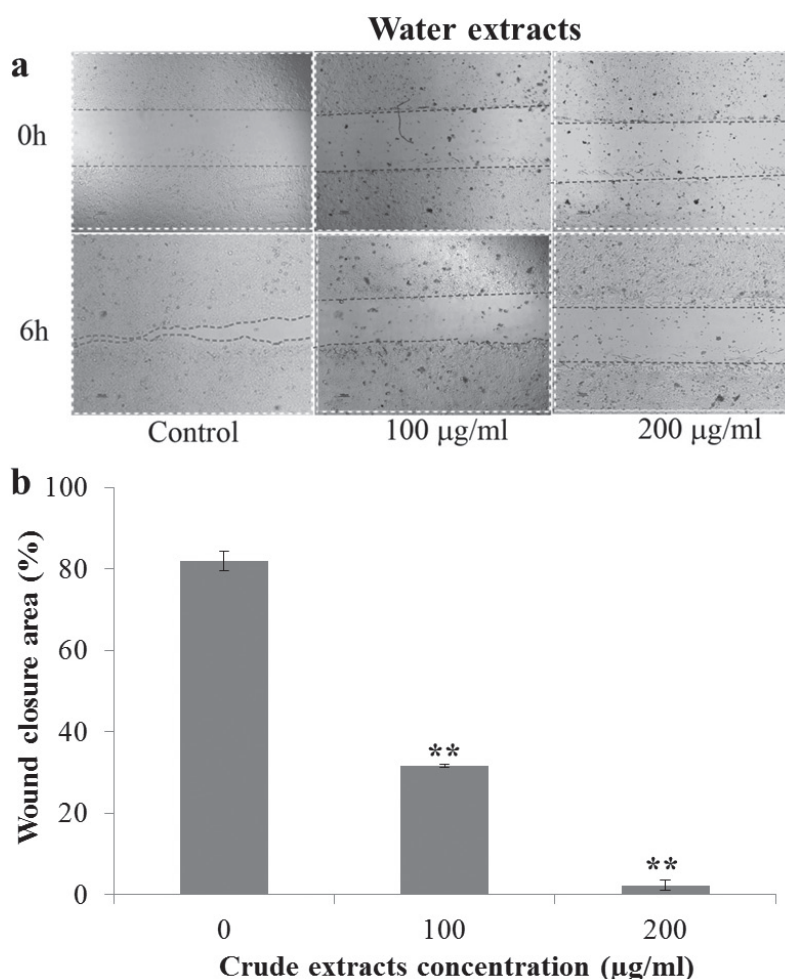 Water extracts
a
0h
6h
Control 100 μg/ml 200 μg/ml
b
100
80
60
40
20
0
Wound closure area (%)
**
**
0 100 200
Crude extracts concentration (μg/ml)